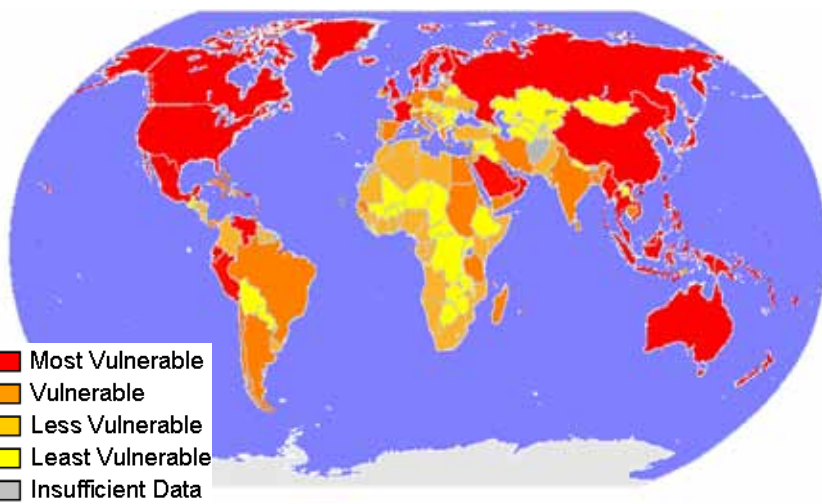 Most Vulnerable
Vulnerable
Less Vulnerable
Least Vulnerable
Insufficient Data